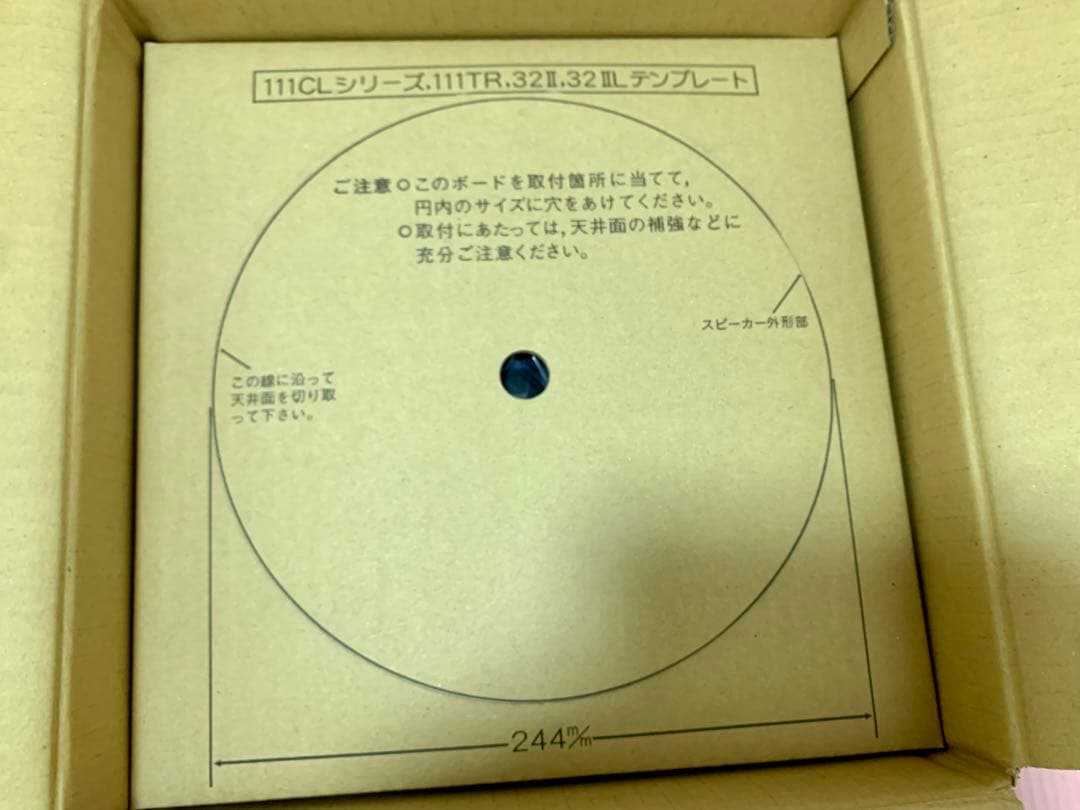 111CLシリーズ.111TR.32Ⅱ.32ⅡLテンプレート
ご注意 ○このボードを取付箇所に当てて,
円内のサイズに穴をあけてください。
○取付にあたっては,天井面の補強などに
充分ご注意ください。
スピーカー外形部
この線に沿って
天井面を切り取
って下さい。
244m/m